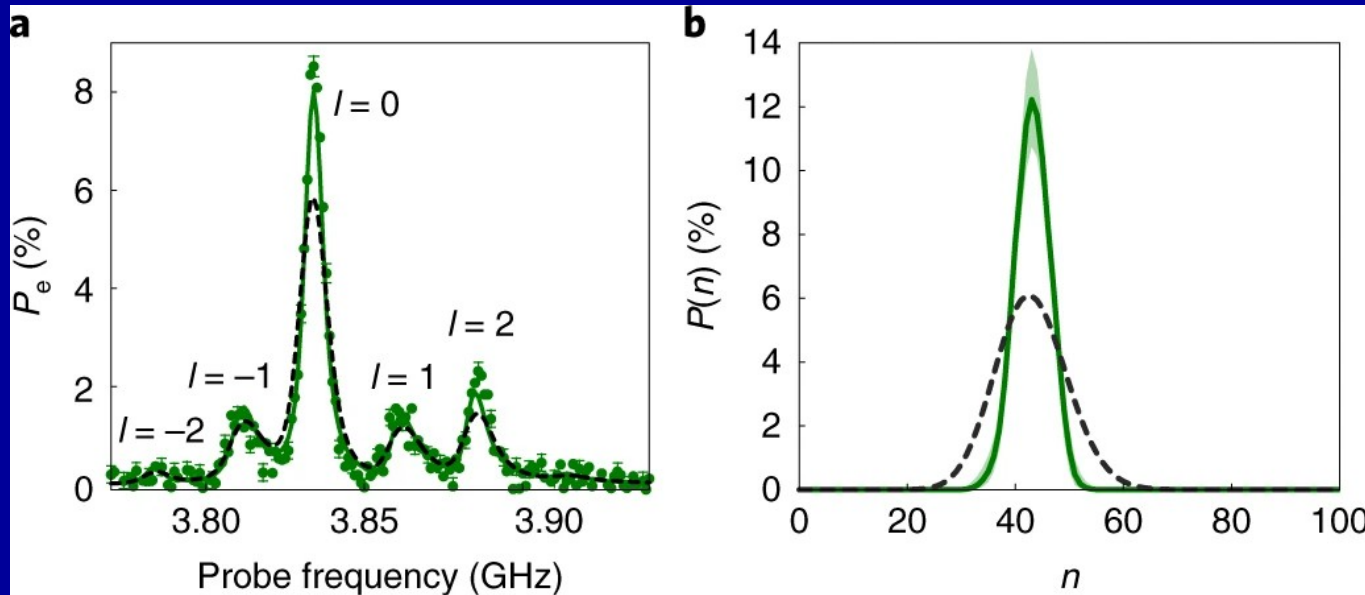 a
8
6
4
2
0
P_e (%)
l = 0
l = 2
l = −1
l = 1
l = −2
3.80 3.85 3.90
Probe frequency (GHz)
b
14
12
10
8
6
4
2
0
P(n) (%)
0 20 40 60 80 100
n